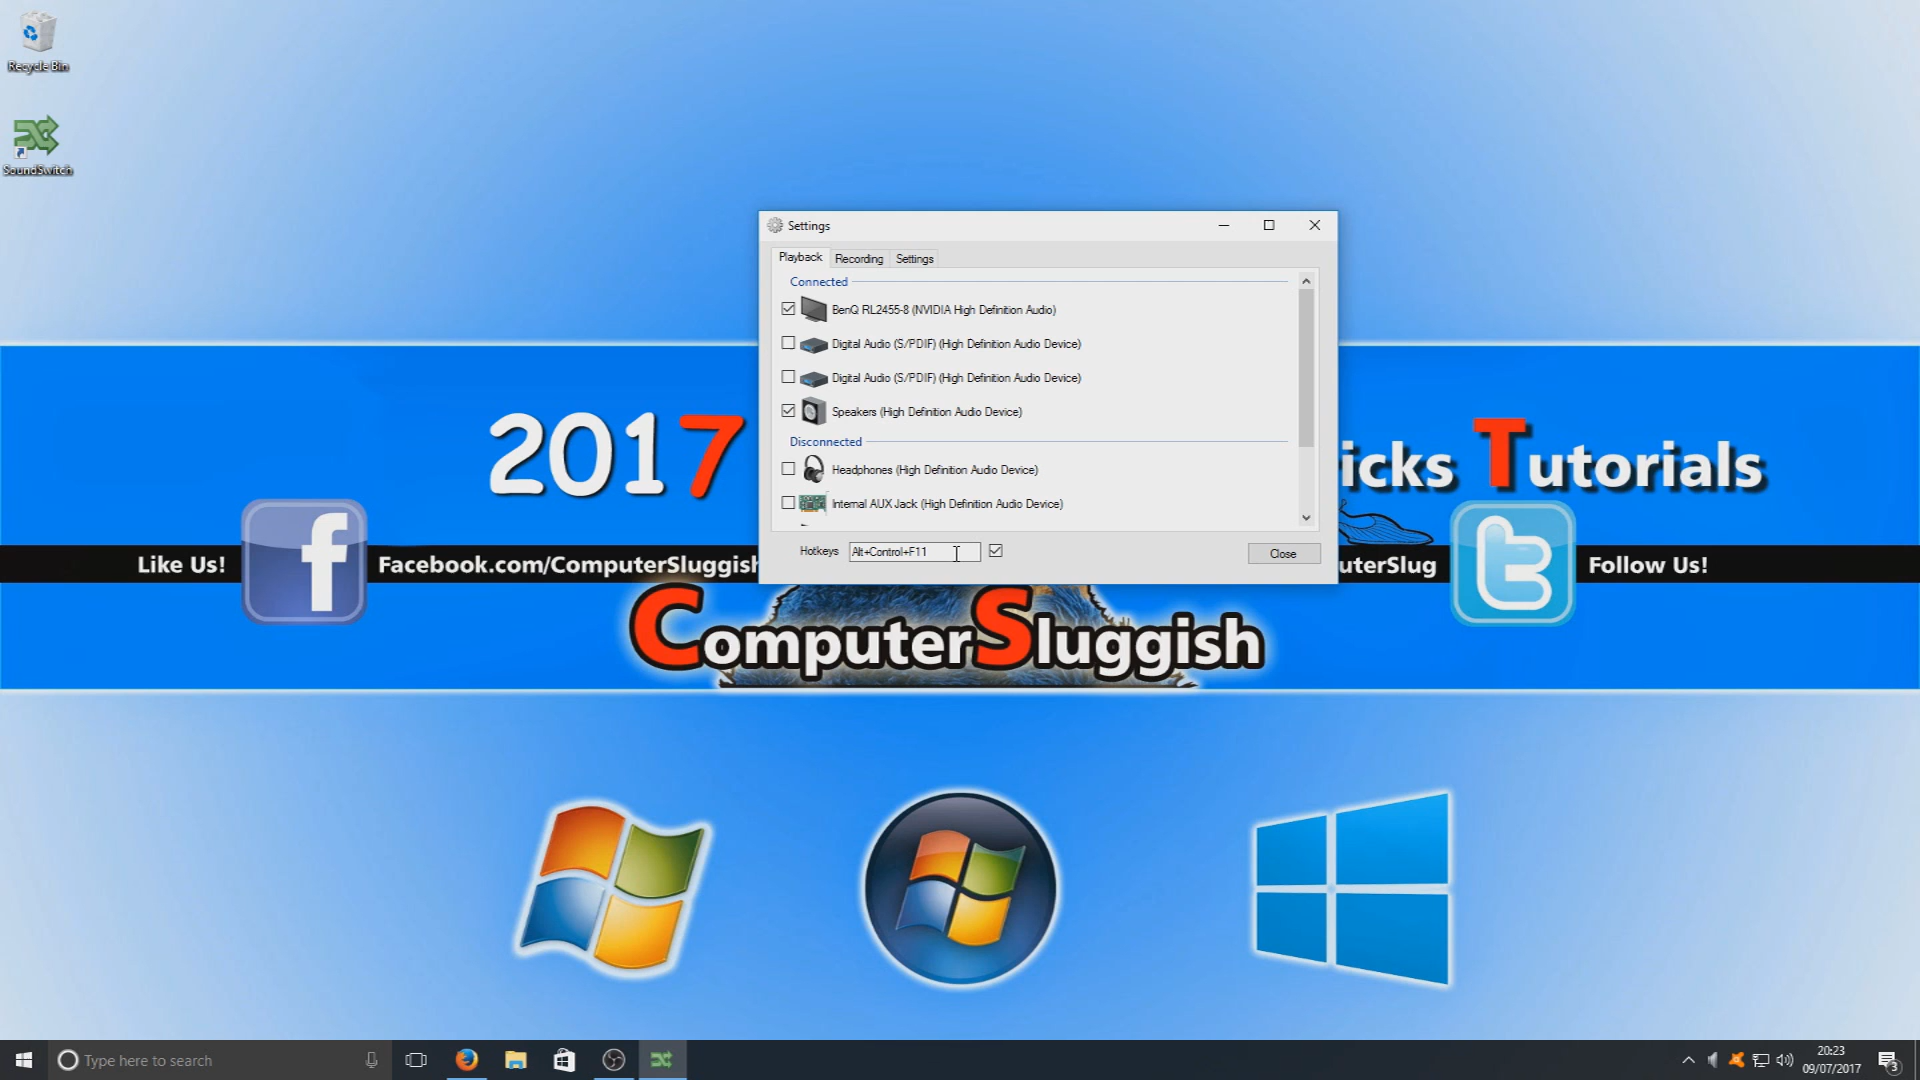 Recycle Bin
SoundSwitch
Settings
Playback
Recording
Settings
Connected
BenQ RL2455-8 (NVIDIA High Definition Audio)
Digital Audio (S/PDIF) (High Definition Audio Device)
Digital Audio (S/PDIF) (High Definition Audio Device)
Speakers (High Definition Audio Device)
Disconnected
Headphones (High Definition Audio Device)
Internal AUX Jack (High Definition Audio Device)
Hotkeys
Alt+Control+F11
Close
2017
icks Tutorials
Like Us!
Facebook.com/ComputerSluggish
uterSlug
Follow Us!
ComputerSluggish
Type here to search
20:23
09/07/2017
3